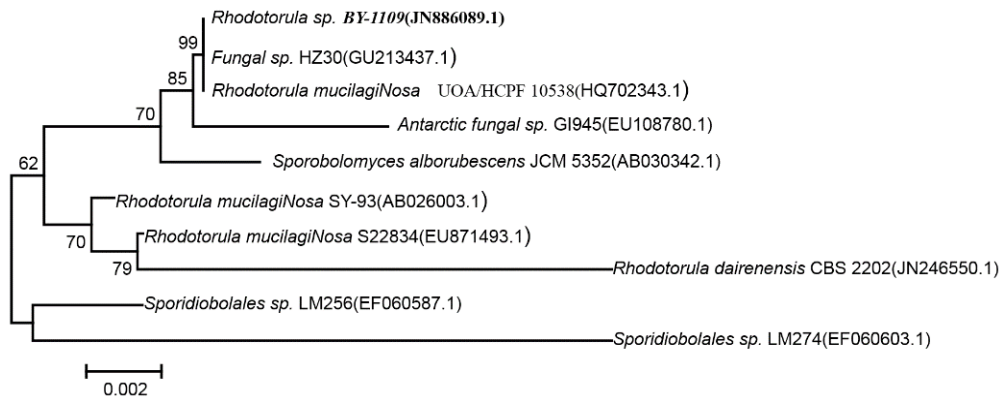 Rhodotorula sp. BY-1109(JN886089.1)
99
Fungal sp. HZ30(GU213437.1)
85
Rhodotorula mucilagiNosa UOA/HCPF 10538(HQ702343.1)
70
Antarctic fungal sp. GI945(EU108780.1)
62
Sporobolomyces alborubescens JCM 5352(AB030342.1)
Rhodotorula mucilagiNosa SY-93(AB026003.1)
70
Rhodotorula mucilagiNosa S22834(EU871493.1)
79
Rhodotorula dairenensis CBS 2202(JN246550.1)
Sporidiobolales sp. LM256(EF060587.1)
Sporidiobolales sp. LM274(EF060603.1)
0.002